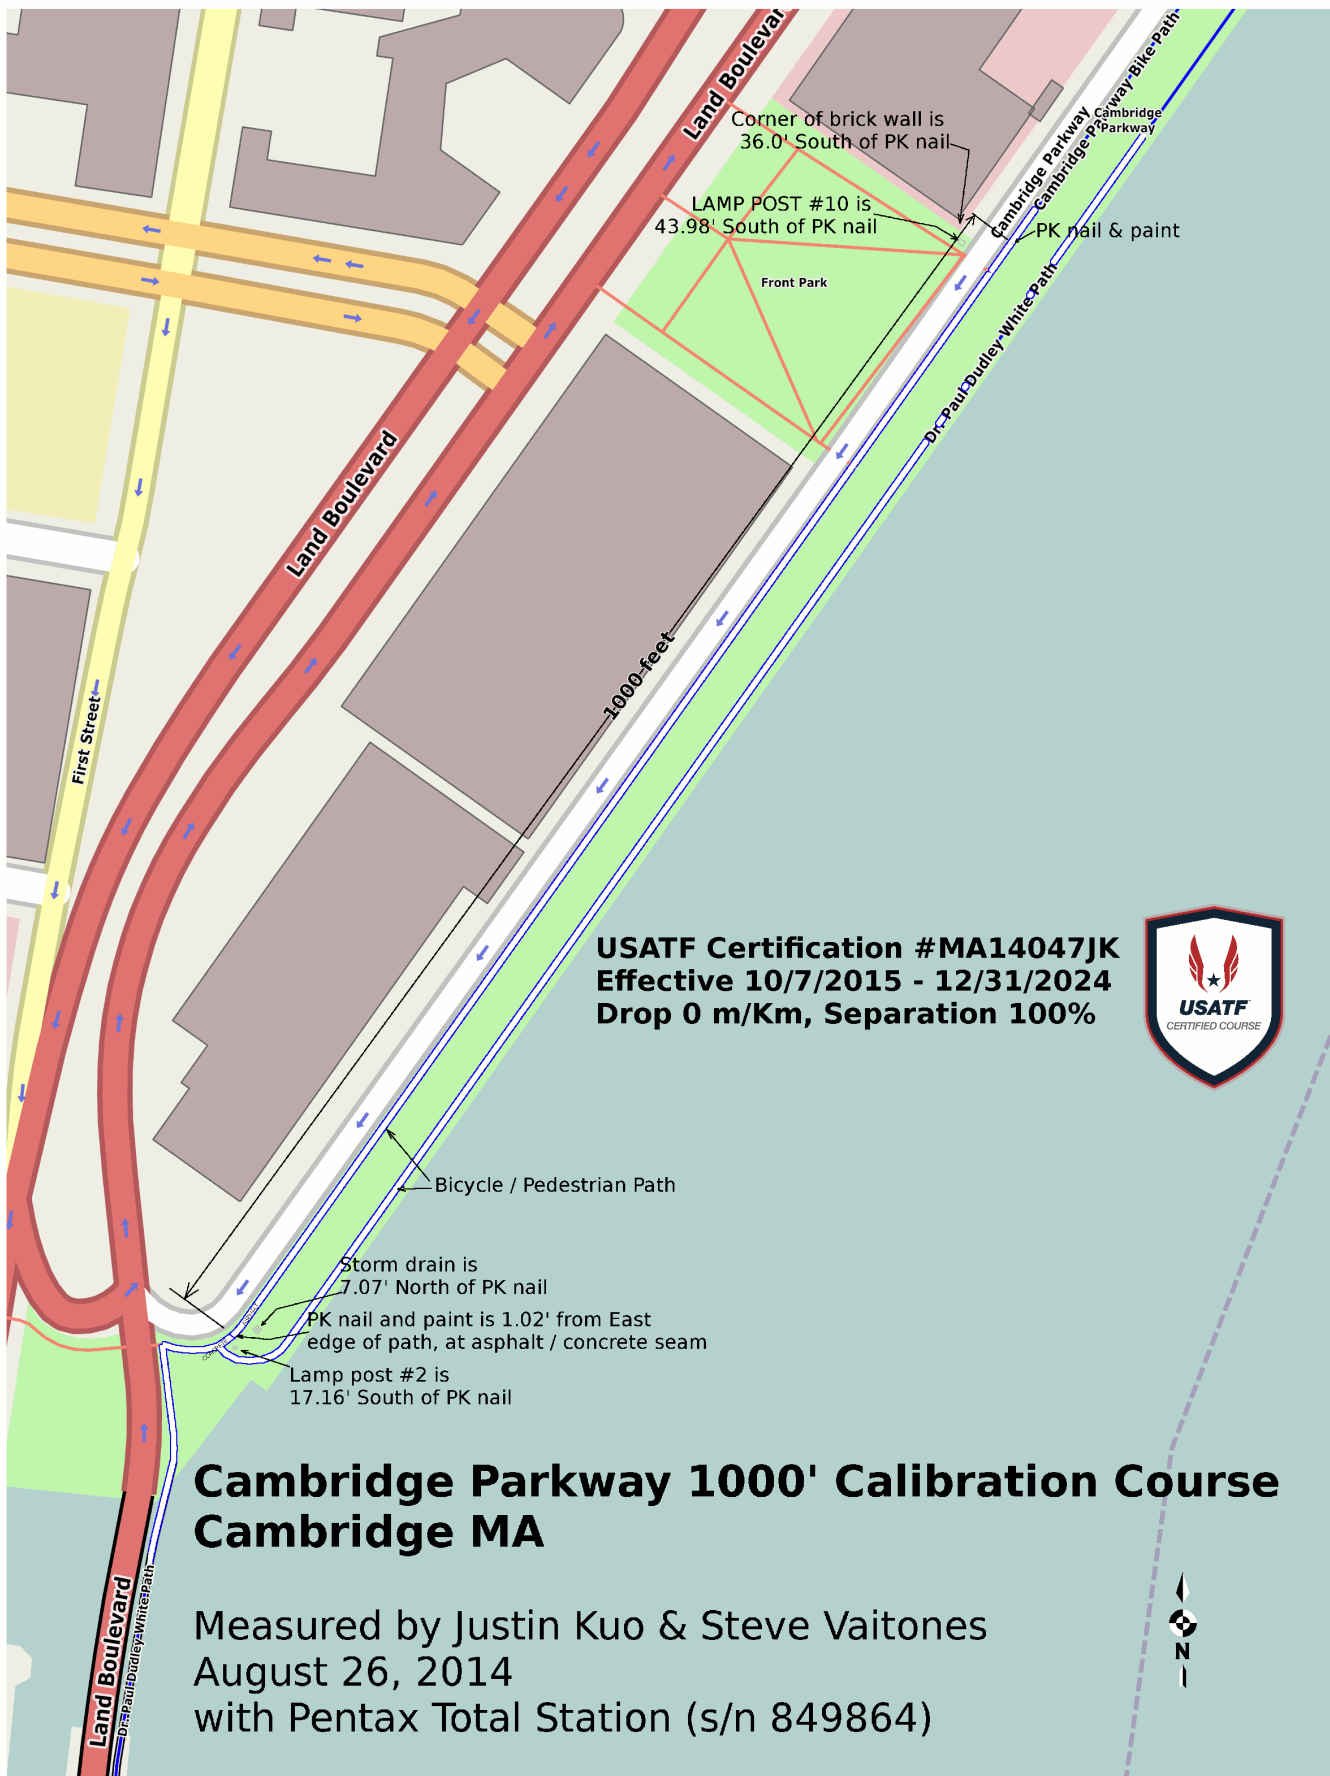 Land Boulevar
Cambridge Parkway Bike Path
Cambridge
Parkway
Cambridge Parkway
Corner of brick wall is
36.0' South of PK nail
LAMP POST #10 is
43.98' South of PK nail
PK nail & paint
Front Park
Dr. Paul Dudley White Path
Land Boulevard
1000 feet
First Street
USATF Certification #MA14047JK
Effective 10/7/2015 - 12/31/2024
Drop 0 m/Km, Separation 100%
USATF
CERTIFIED COURSE
Bicycle / Pedestrian Path
Storm drain is
7.07' North of PK nail
PK nail and paint is 1.02' from East
edge of path, at asphalt / concrete seam
Lamp post #2 is
17.16' South of PK nail
Cambridge Parkway 1000' Calibration Course
Cambridge MA
Land Boulevard
Dr. Paul Dudley White Path
Measured by Justin Kuo & Steve Vaitones
August 26, 2014
with Pentax Total Station (s/n 849864)
N